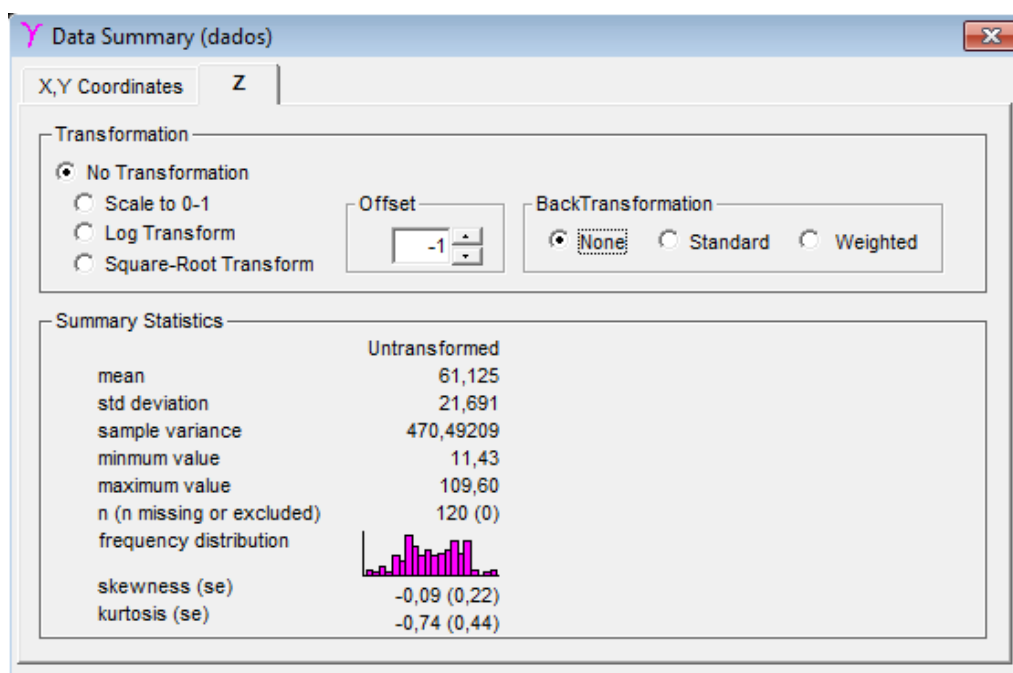 Data Summary (dados)
X,Y Coordinates Z
Transformation
No Transformation
Scale to 0-1
Log Transform
Square-Root Transform
Offset
-1
BackTransformation
None Standard Weighted
Summary Statistics
Untransformed
mean 61,125
std deviation 21,691
sample variance 470,49209
minmum value 11,43
maximum value 109,60
n (n missing or excluded) 120 (0)
frequency distribution
skewness (se) -0,09 (0,22)
kurtosis (se) -0,74 (0,44)